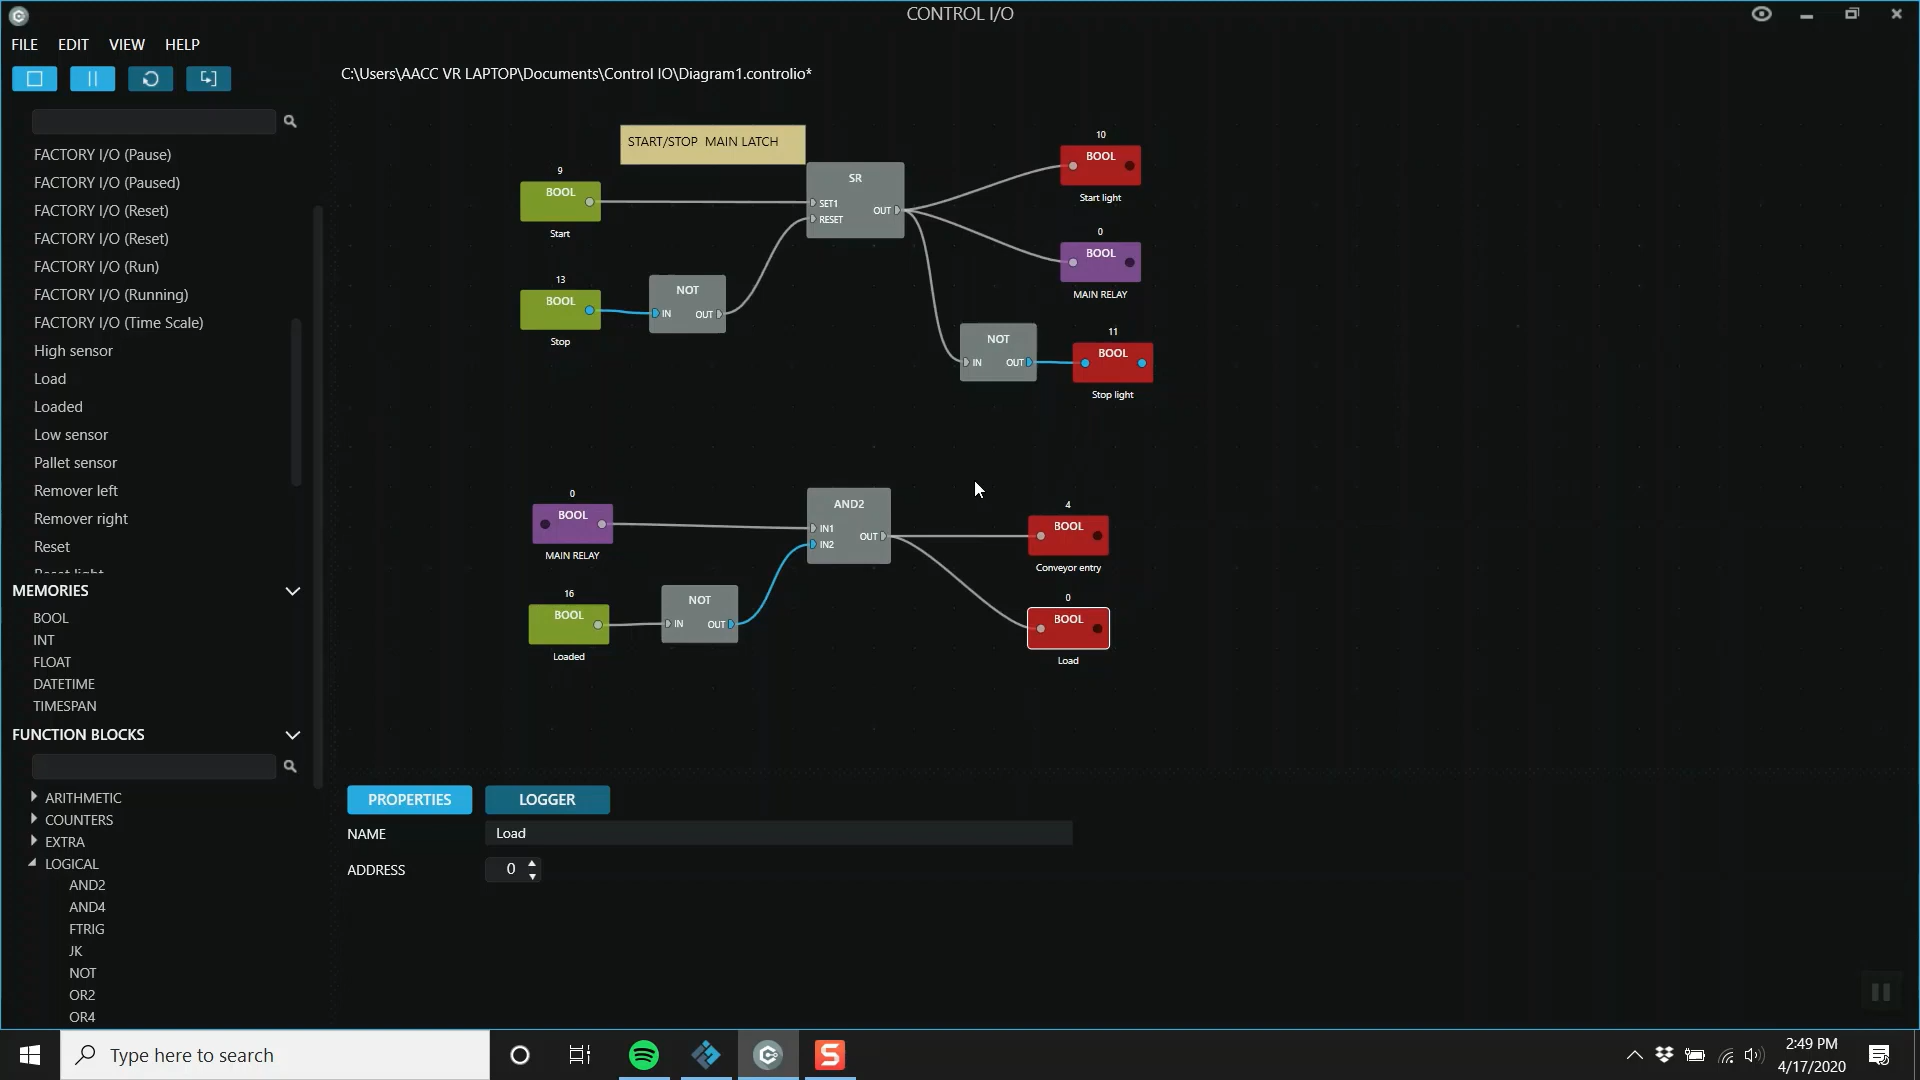 CONTROL I/O
FILE EDIT VIEW HELP
C:\Users\AACC VR LAPTOP\Documents\Control IO\Diagram1.controlio*
FACTORY I/O (Pause)
FACTORY I/O (Paused)
FACTORY I/O (Reset)
FACTORY I/O (Reset)
FACTORY I/O (Run)
FACTORY I/O (Running)
FACTORY I/O (Time Scale)
High sensor
Load
Loaded
Low sensor
Pallet sensor
Remover left
Remover right
Reset
Reset light
MEMORIES
BOOL
INT
FLOAT
DATETIME
TIMESPAN
FUNCTION BLOCKS
ARITHMETIC
COUNTERS
EXTRA
LOGICAL
AND2
AND4
FTRIG
JK
NOT
OR2
OR4
START/STOP MAIN LATCH
9
BOOL
Start
13
BOOL
Stop
NOT
IN OUT
SR
SET1
RESET
OUT
10
BOOL
Start light
0
BOOL
MAIN RELAY
NOT
IN OUT
11
BOOL
Stop light
0
BOOL
MAIN RELAY
16
BOOL
Loaded
NOT
IN OUT
AND2
IN1
IN2
OUT
4
BOOL
Conveyor entry
0
BOOL
Load
PROPERTIES LOGGER
NAME Load
ADDRESS 0
Type here to search
2:49 PM
4/17/2020